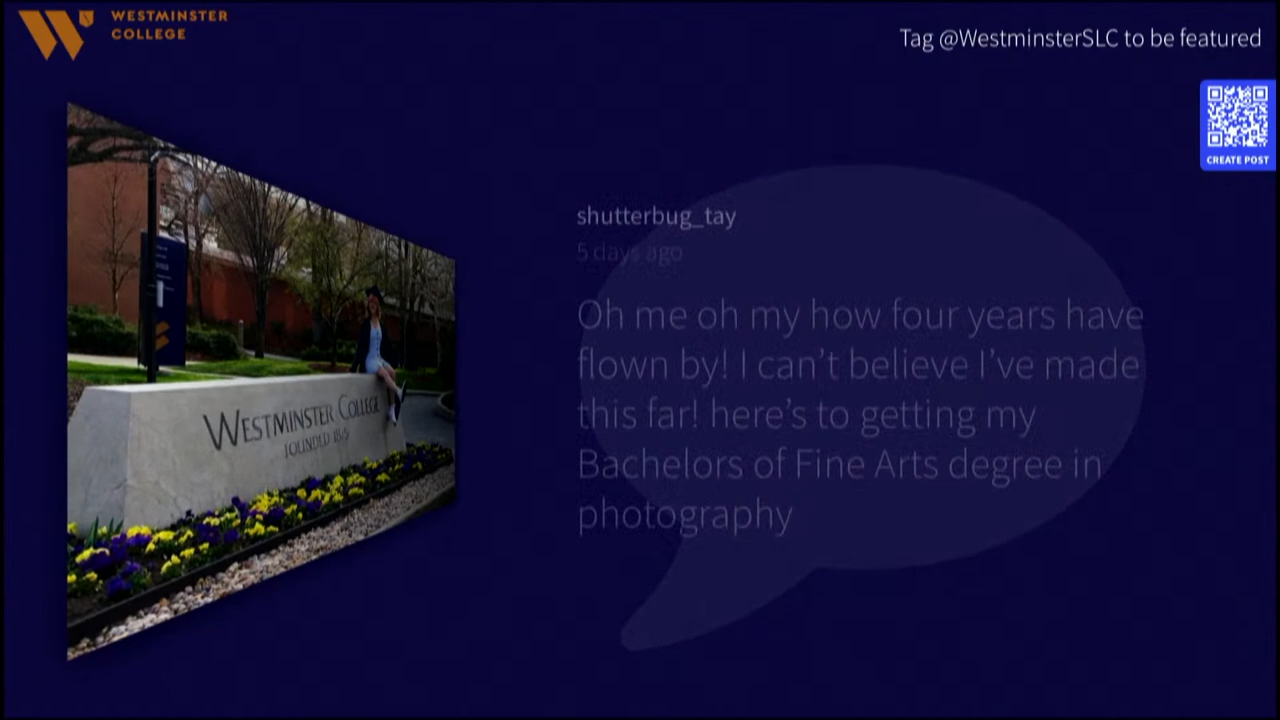 WESTMINSTER
COLLEGE
Tag @WestminsterSLC to be featured
CREATE POST
shutterbug_tay
5 days ago
Oh me oh my how four years have
flown by! I can’t believe I’ve made
this far! here’s to getting my
Bachelors of Fine Arts degree in
photography
WESTMINSTER COLLEGE
FOUNDED 1875